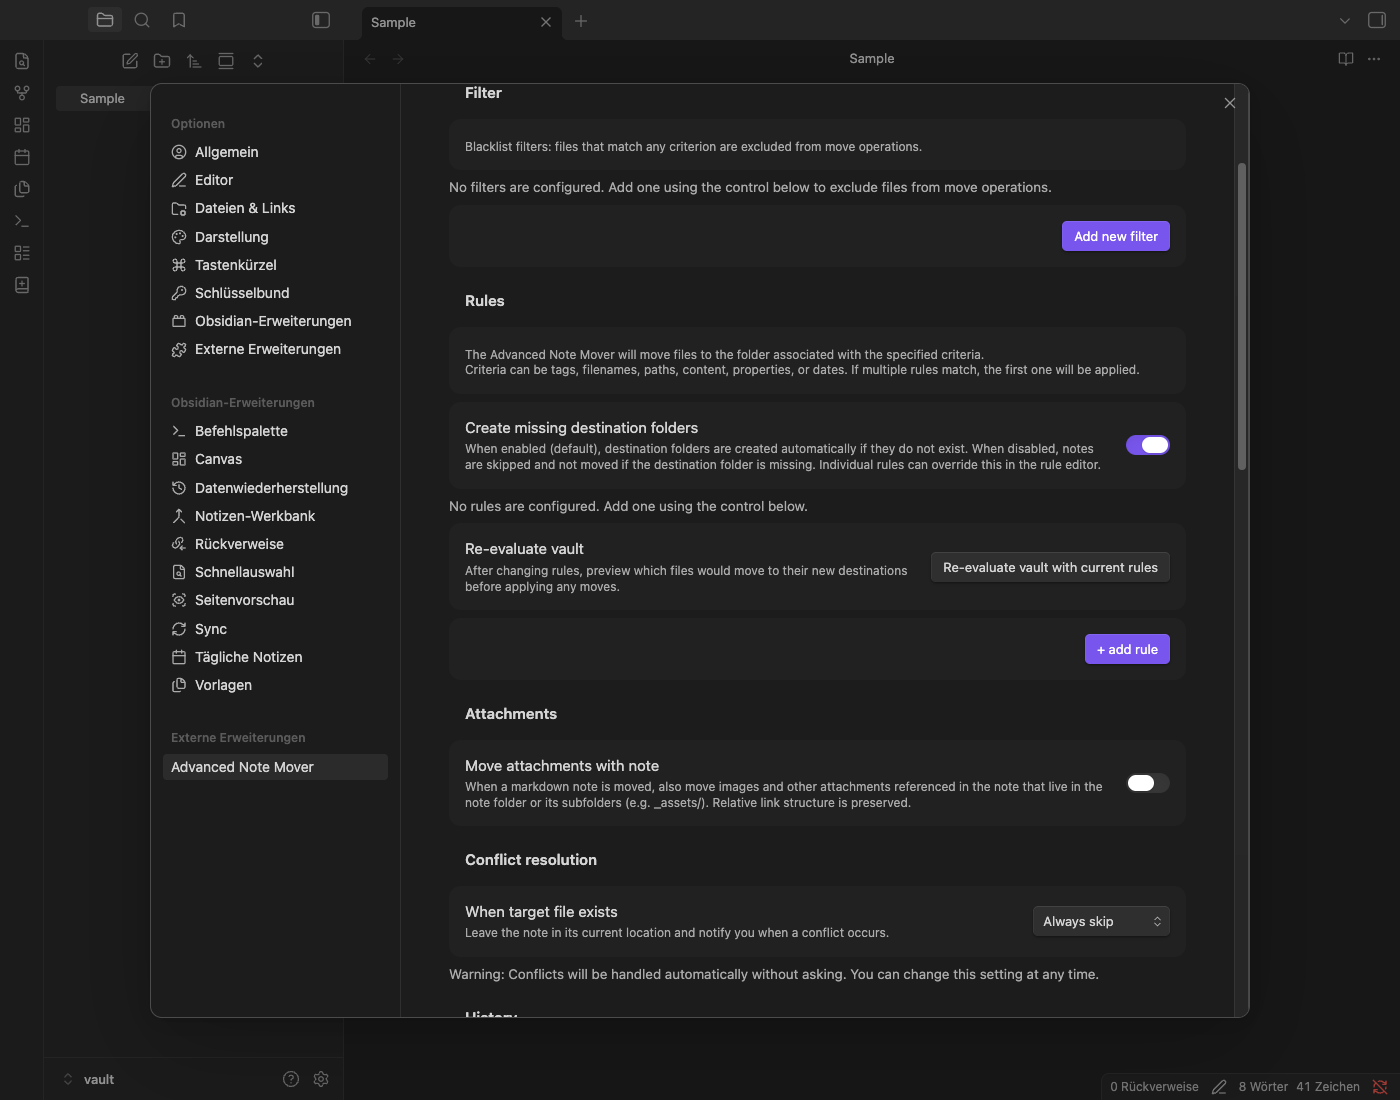 Sample
Sample
Sample
Optionen
Allgemein
Editor
Dateien & Links
Darstellung
Tastenkürzel
Schlüsselbund
Obsidian-Erweiterungen
Externe Erweiterungen
Obsidian-Erweiterungen
Befehlspalette
Canvas
Datenwiederherstellung
Notizen-Werkbank
Rückverweise
Schnellauswahl
Seitenvorschau
Sync
Tägliche Notizen
Vorlagen
Externe Erweiterungen
Advanced Note Mover
Filter
Blacklist filters: files that match any criterion are excluded from move operations.
No filters are configured. Add one using the control below to exclude files from move operations.
Add new filter
Rules
The Advanced Note Mover will move files to the folder associated with the specified criteria.
Criteria can be tags, filenames, paths, content, properties, or dates. If multiple rules match, the first one will be applied.
Create missing destination folders
When enabled (default), destination folders are created automatically if they do not exist. When disabled, notes
are skipped and not moved if the destination folder is missing. Individual rules can override this in the rule editor.
No rules are configured. Add one using the control below.
Re-evaluate vault
After changing rules, preview which files would move to their new destinations
before applying any moves.
Re-evaluate vault with current rules
+ add rule
Attachments
Move attachments with note
When a markdown note is moved, also move images and other attachments referenced in the note that live in the
note folder or its subfolders (e.g. _assets/). Relative link structure is preserved.
Conflict resolution
When target file exists
Leave the note in its current location and notify you when a conflict occurs.
Always skip
Warning: Conflicts will be handled automatically without asking. You can change this setting at any time.
History
vault
0 Rückverweise
8 Wörter
41 Zeichen